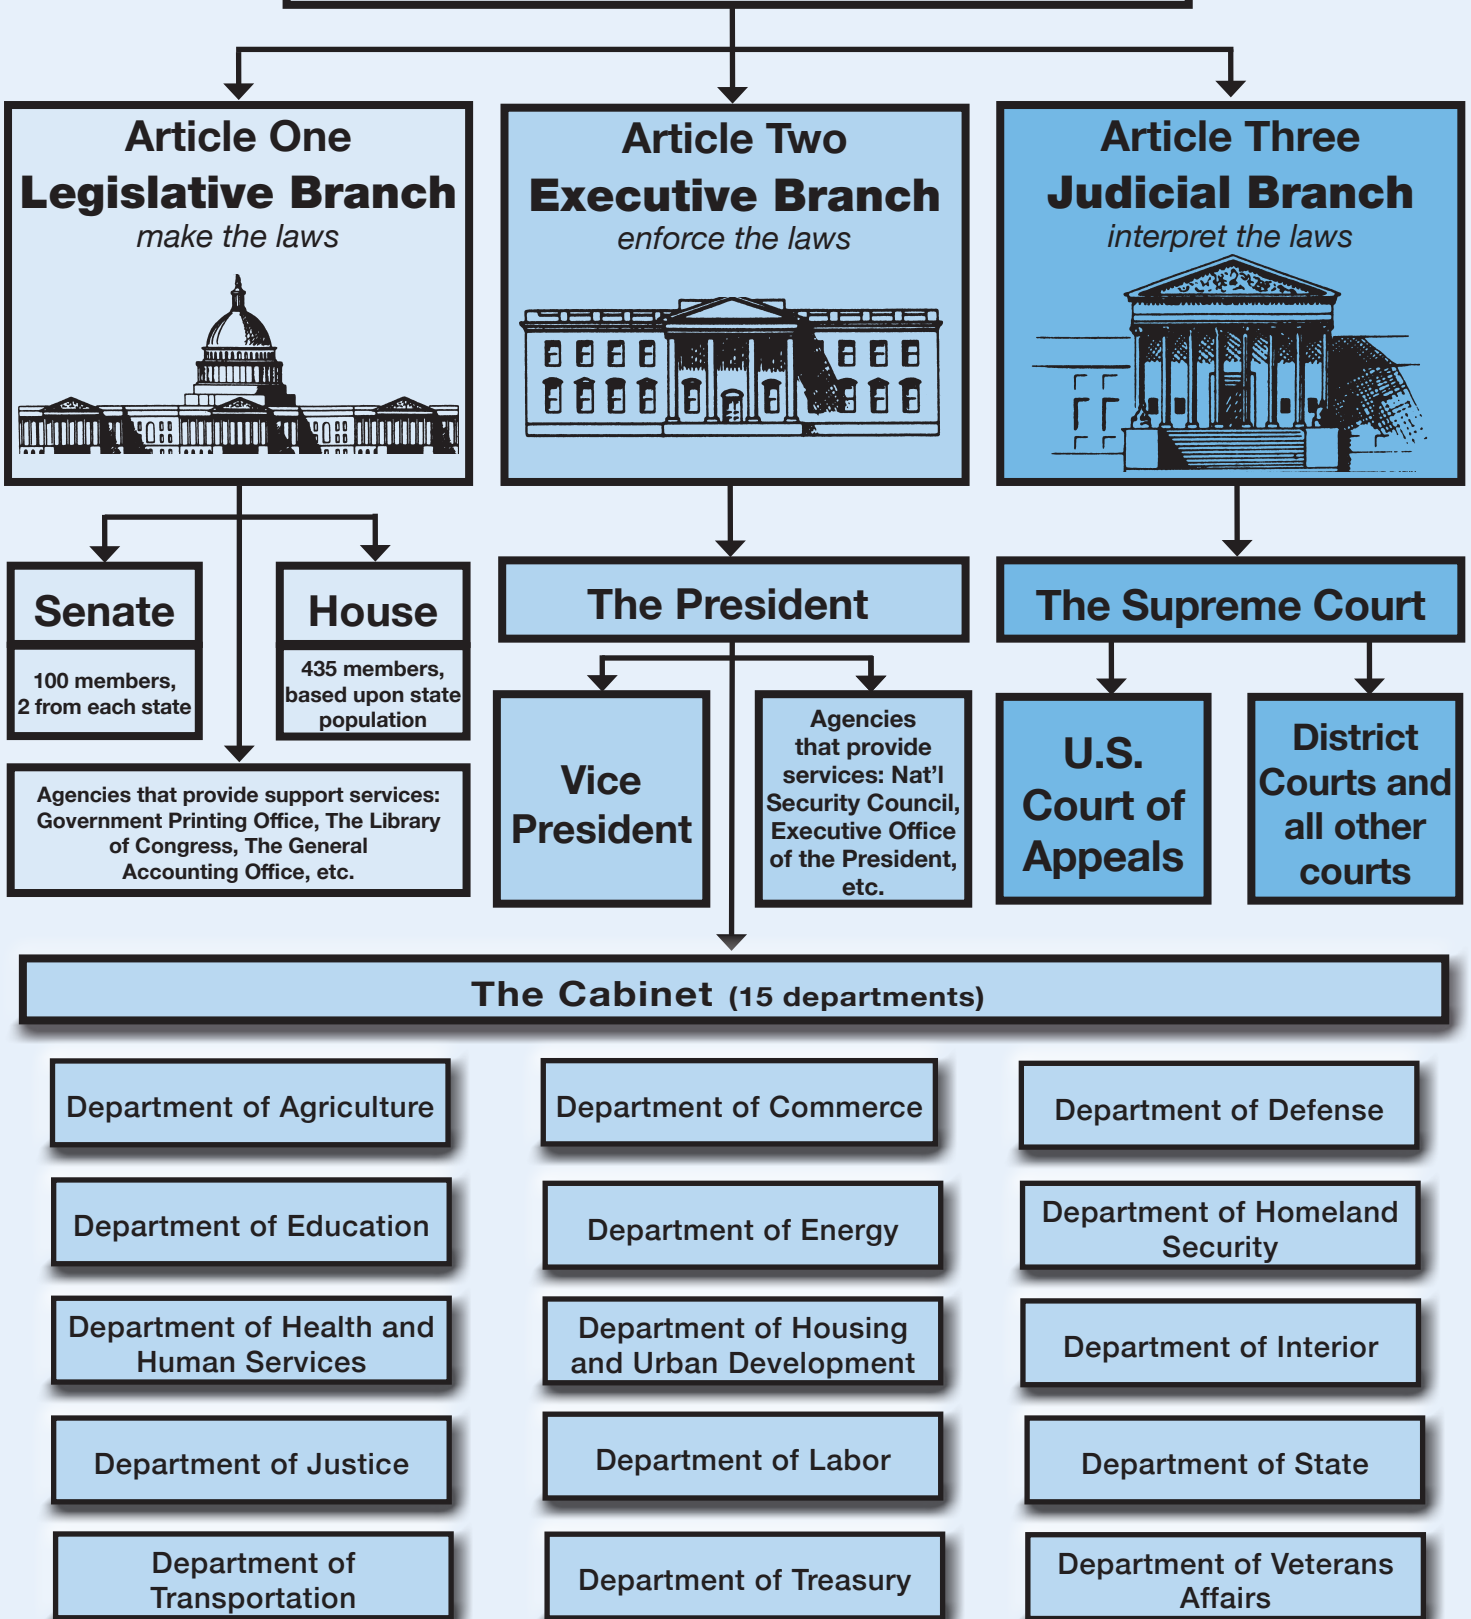 Article One
Legislative Branch
make the laws
Article Two
Executive Branch
enforce the laws
Article Three
Judicial Branch
interpret the laws
Senate
100 members,
2 from each state
House
435 members,
based upon state
population
Agencies that provide support services:
Government Printing Office, The Library
of Congress, The General
Accounting Office, etc.
The President
Vice
President
Agencies
that provide
services: Nat'l
Security Council,
Executive Office
of the President,
etc.
The Supreme Court
U.S.
Court of
Appeals
District
Courts and
all other
courts
The Cabinet (15 departments)
Department of Agriculture
Department of Commerce
Department of Defense
Department of Education
Department of Energy
Department of Homeland
Security
Department of Health and
Human Services
Department of Housing
and Urban Development
Department of Interior
Department of Justice
Department of Labor
Department of State
Department of
Transportation
Department of Treasury
Department of Veterans
Affairs